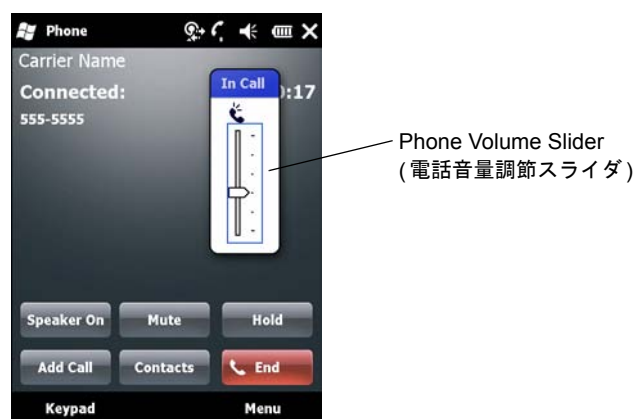 Phone
Carrier Name
Connected:
:17
555-5555
In Call
Phone Volume Slider
(電話音量調節スライダ)
Speaker On
Mute
Hold
Add Call
Contacts
End
Keypad
Menu